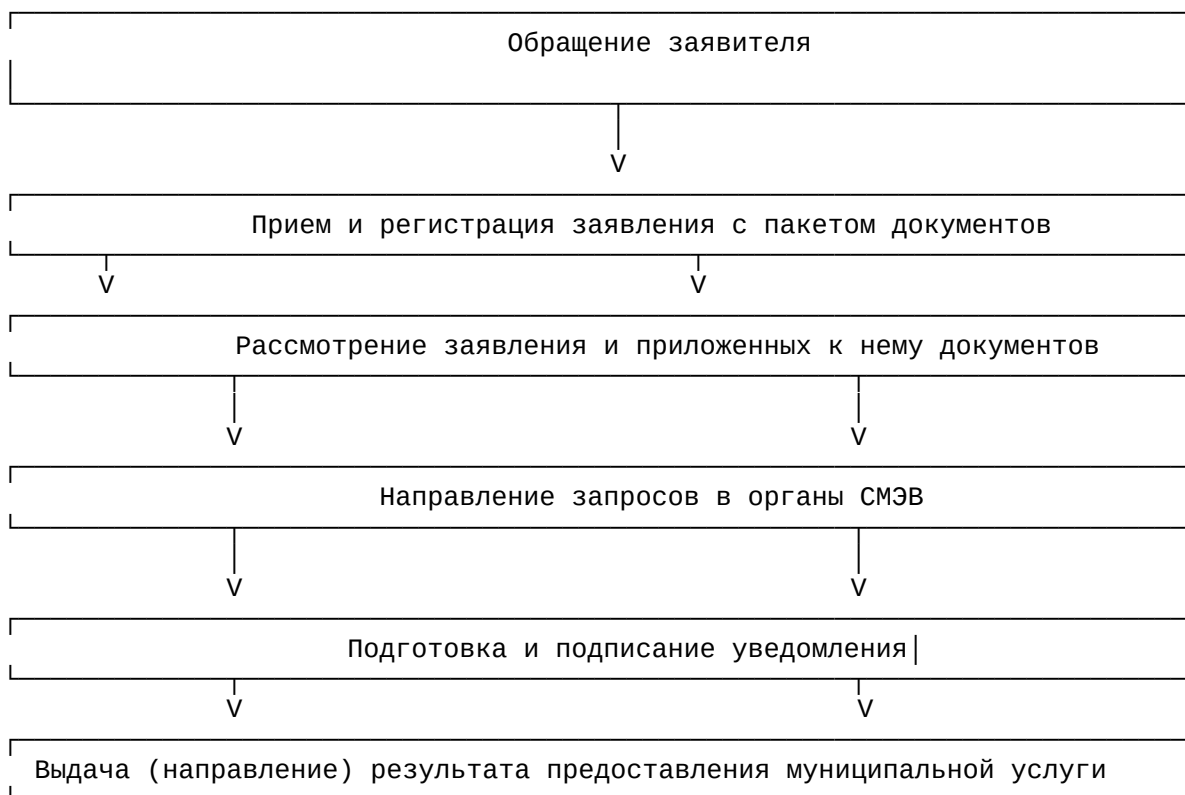 Обращение заявителя
V
Прием и регистрация заявления с пакетом документов
V V
Рассмотрение заявления и приложенных к нему документов
V V
Направление запросов в органы СМЭВ
V V
Подготовка и подписание уведомления
V V
Выдача (направление) результата предоставления муниципальной услуги